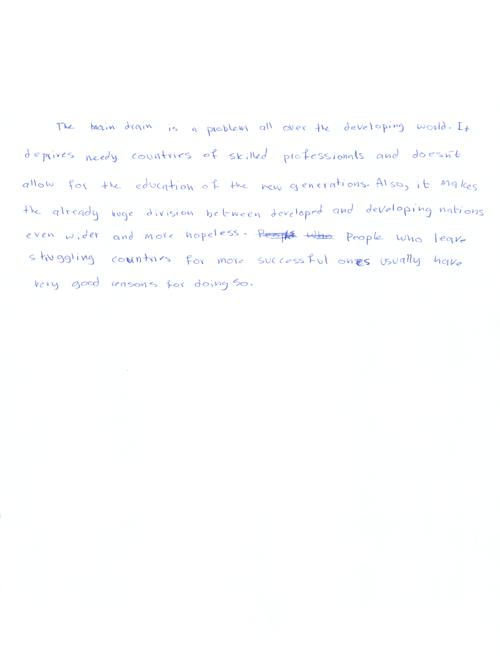 The brain drain is a problem all over the developing world. It
deprives needy countries of skilled professionals and doesn't
allow for the education of the new generations. Also, it makes
the already huge division between developed and developing nations
even wider and more hopeless. People who People who leave
struggling countries for more successful ones usually have
very good reasons for doing so.